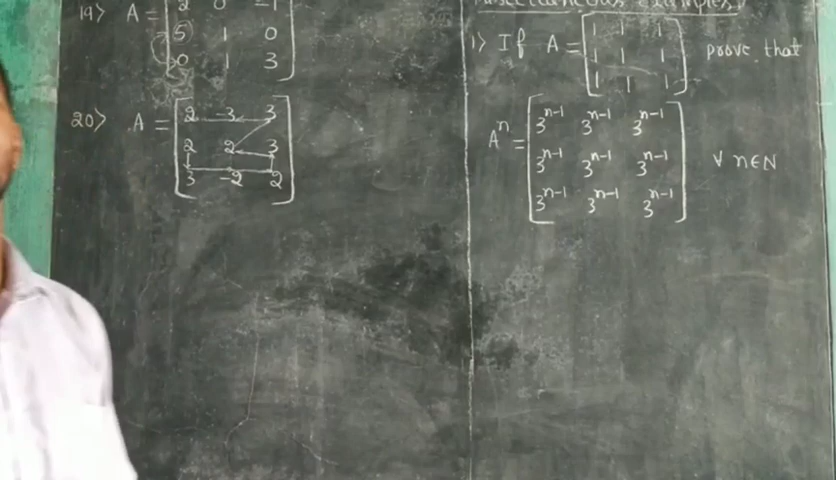 19> A = [2 0 -1
5 1 0
0 1 3]
20> A = [2 -3 3
2 2 3
3 -2 2]
Miscellaneous Examples
1> If A = [1 1 1
1 1 1
1 1 1] prove that
Aⁿ = [3ⁿ⁻¹ 3ⁿ⁻¹ 3ⁿ⁻¹
3ⁿ⁻¹ 3ⁿ⁻¹ 3ⁿ⁻¹
3ⁿ⁻¹ 3ⁿ⁻¹ 3ⁿ⁻¹] ∀ n∈N